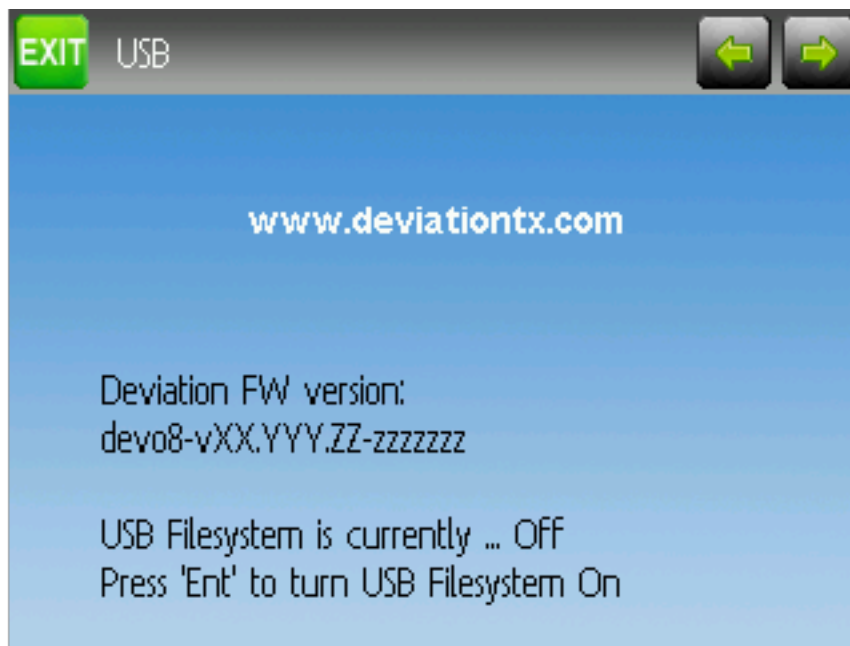 EXIT USB
www.deviationtx.com
Deviation FW version:
devo8-vXX.YYY.ZZ-zzzzzzz
USB Filesystem is currently ... Off
Press 'Ent' to turn USB Filesystem On